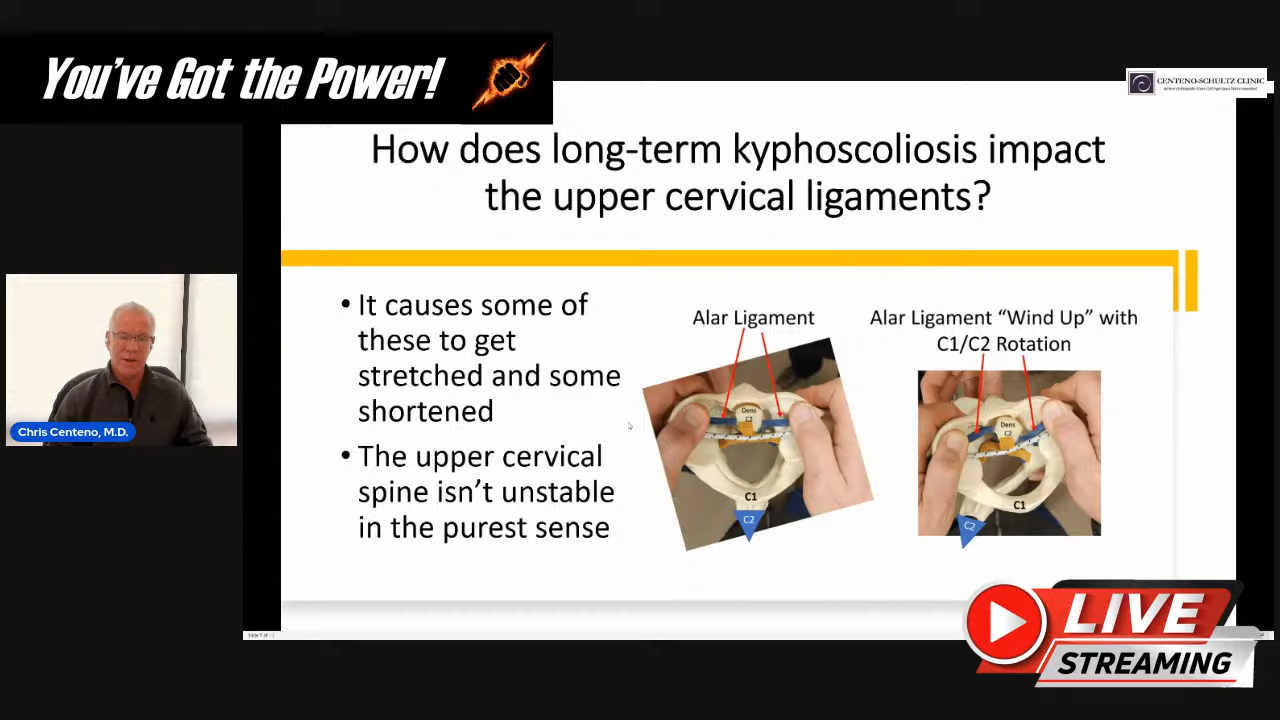 You've Got the Power!
CENTENO-SCHULTZ CLINIC
How does long-term kyphoscoliosis impact
the upper cervical ligaments?
• It causes some of
these to get
stretched and some
shortened
• The upper cervical
spine isn't unstable
in the purest sense
Alar Ligament
Dens
C2
C1
C2
Alar Ligament “Wind Up” with
C1/C2 Rotation
Dens
C2
C1
C2
Chris Centeno, M.D.
LIVE
STREAMING